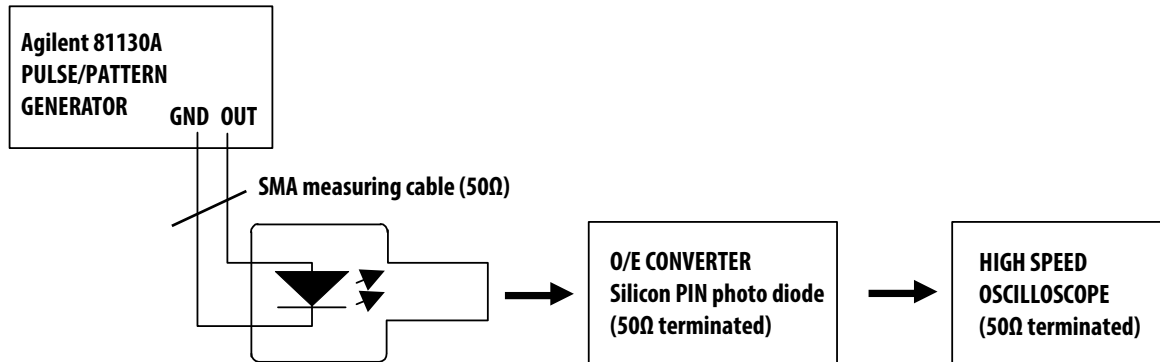 Agilent 81130A
PULSE/PATTERN
GENERATOR
GND OUT
SMA measuring cable (50Ω)
O/E CONVERTER
Silicon PIN photo diode
(50Ω terminated)
HIGH SPEED
OSCILLOSCOPE
(50Ω terminated)